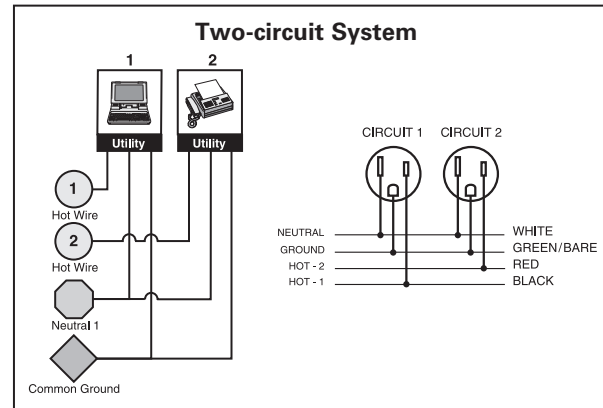 Two-circuit System
1
2
Utility
Utility
1
Hot Wire
2
Hot Wire
Neutral 1
Common Ground
CIRCUIT 1
CIRCUIT 2
NEUTRAL
WHITE
GROUND
GREEN/BARE
HOT - 2
RED
HOT - 1
BLACK